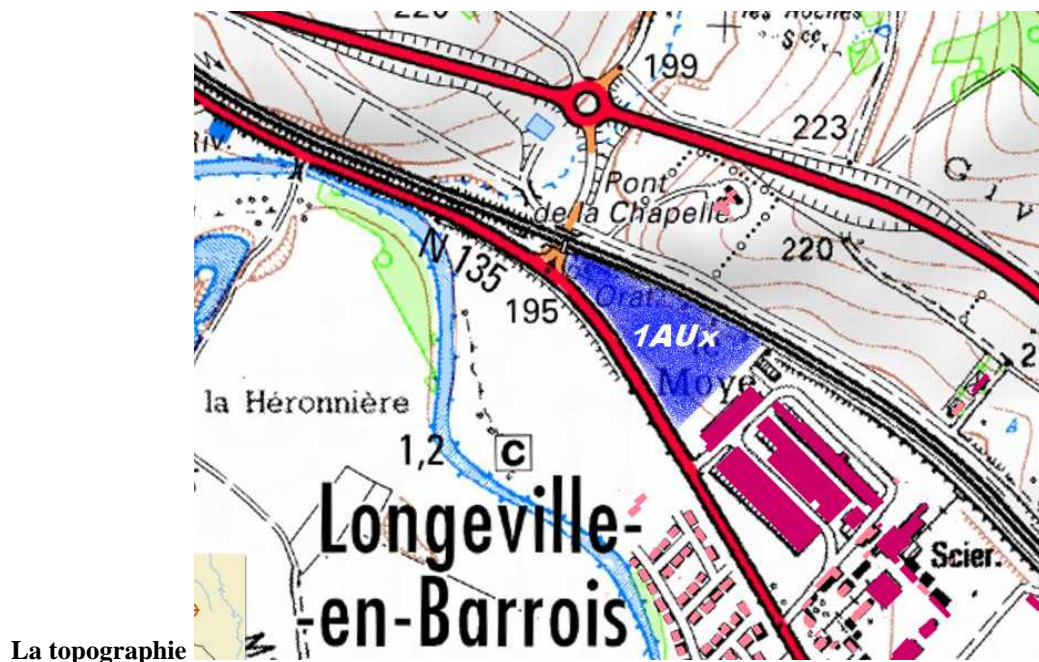 199
223
Pont
de la Chapelle
220
N 135
195
Orat.
1AUx
Moye
la Héronnière
1,2
C
Longeville-
-en-Barrois
Scier.
La topographie